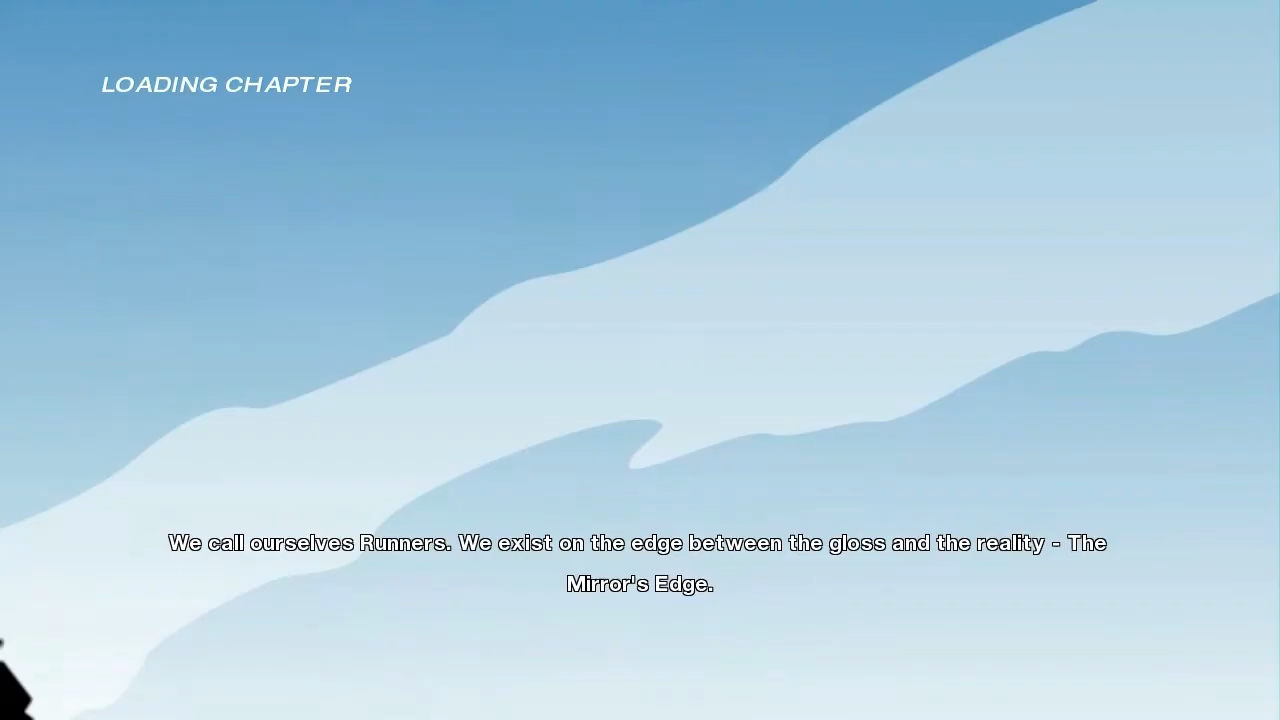 LOADING CHAPTER
We call ourselves Runners. We exist on the edge between the gloss and the reality - The
Mirror's Edge.